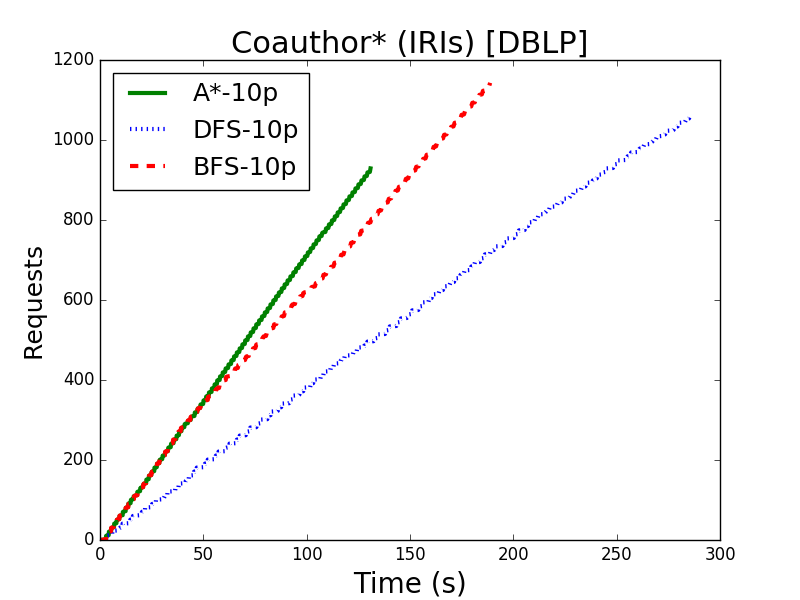 Coauthor* (IRIs) [DBLP]
A*-10p
DFS-10p
BFS-10p
Requests
1200
1000
800
600
400
200
0
0 50 100 150 200 250 300
Time (s)